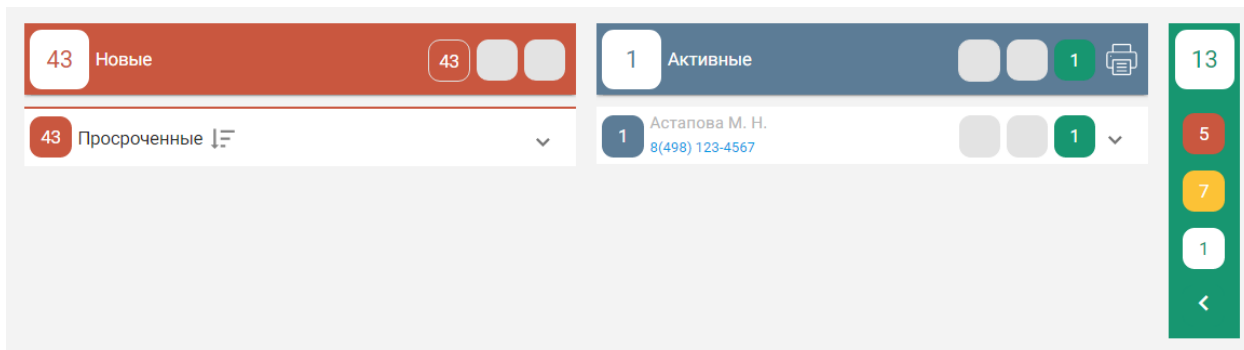 43 Новые 43
43 Просроченные
1 Активные 1
1 Астапова М. Н. 1
8(498) 123-4567
13
5
7
1